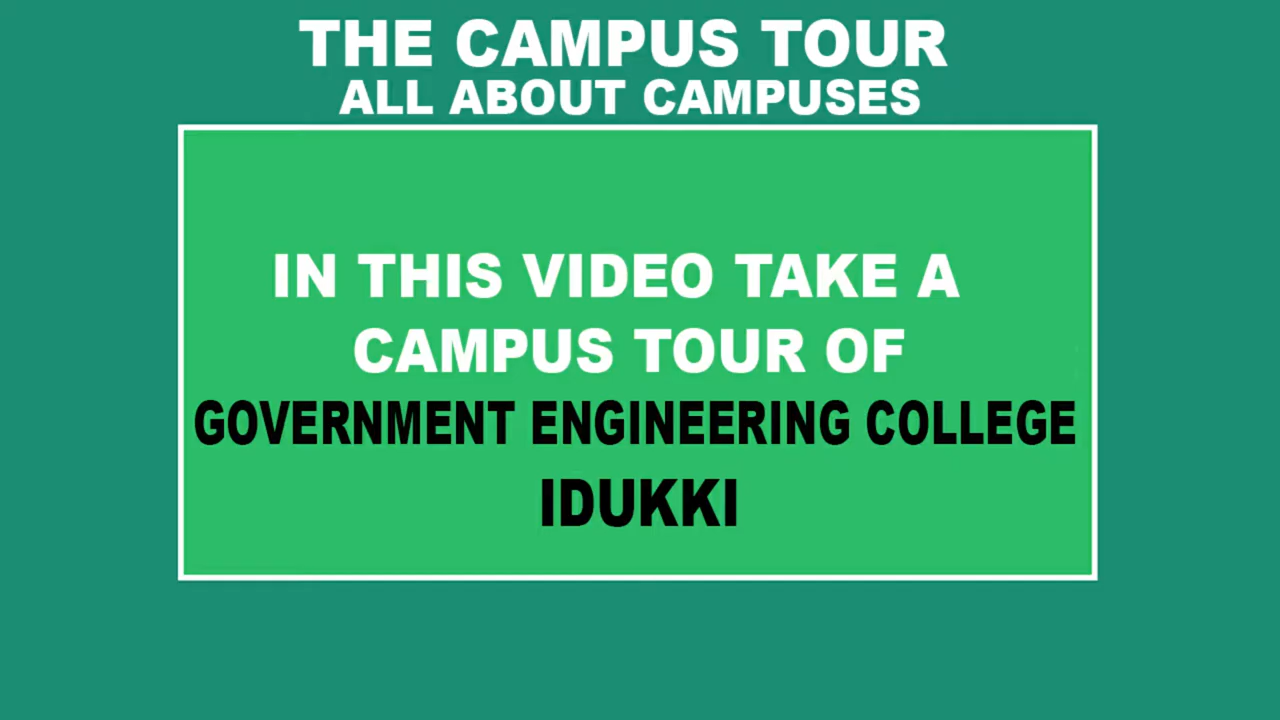 THE CAMPUS TOUR
ALL ABOUT CAMPUSES
IN THIS VIDEO TAKE A
CAMPUS TOUR OF
GOVERNMENT ENGINEERING COLLEGE
IDUKKI